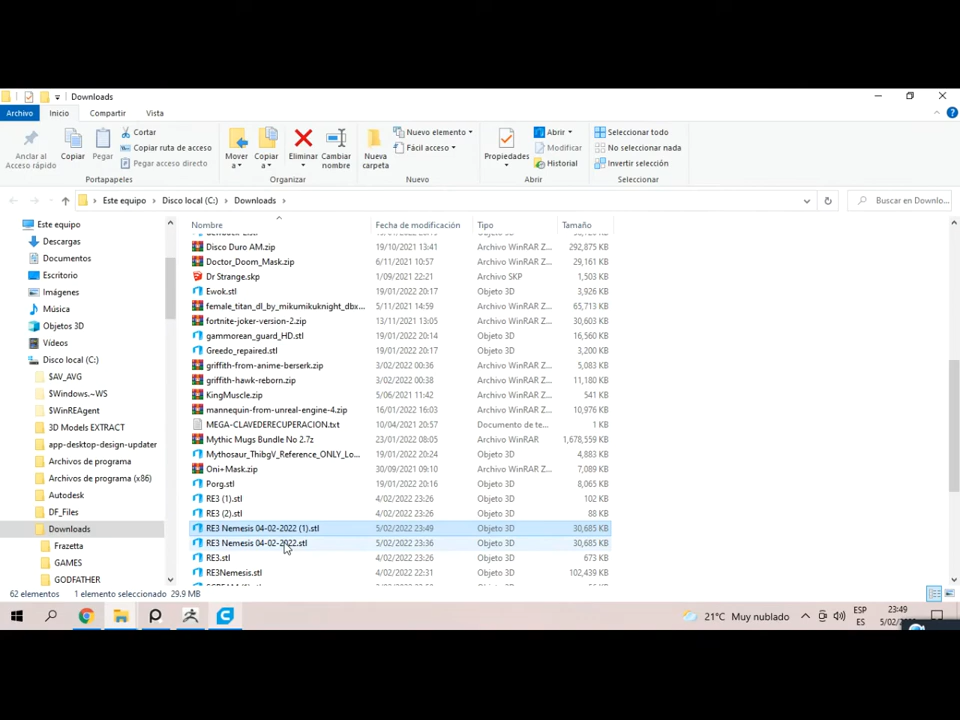 Downloads
Archivo Inicio Compartir Vista
Anclar al Acceso rápido
Copiar
Pegar
Cortar
Copiar ruta de acceso
Pegar acceso directo
Portapapeles
Mover a
Copiar a
Eliminar
Cambiar nombre
Organizar
Nueva carpeta
Nuevo elemento
Fácil acceso
Nuevo
Propiedades
Abrir
Modificar
Historial
Abrir
Seleccionar todo
No seleccionar nada
Invertir selección
Seleccionar
Este equipo > Disco local (C:) > Downloads >
Buscar en Downlo...
Este equipo
Descargas
Documentos
Escritorio
Imágenes
Música
Objetos 3D
Vídeos
Disco local (C:)
$AV_AVG
$Windows.~WS
$WinREAgent
3D Models EXTRACT
app-desktop-design-updater
Archivos de programa
Archivos de programa (x86)
Autodesk
DF_Files
Downloads
Frazetta
GAMES
GODFATHER
Nombre Fecha de modificación Tipo Tamaño
Disco Duro AM.zip 19/10/2021 13:41 Archivo WinRAR Z... 292,875 KB
Doctor_Doom_Mask.zip 6/11/2021 10:57 Archivo WinRAR Z... 29,161 KB
Dr Strange.skp 1/09/2021 22:21 Archivo SKP 1,503 KB
Ewok.stl 19/01/2022 20:17 Objeto 3D 3,926 KB
female_titan_dl_by_mikumikuknight_dbx... 5/11/2021 14:59 Archivo WinRAR Z... 65,713 KB
fortnite-joker-version-2.zip 13/11/2021 13:05 Archivo WinRAR Z... 30,603 KB
gammorean_guard_HD.stl 19/01/2022 20:14 Objeto 3D 16,560 KB
Greedo_repaired.stl 19/01/2022 20:17 Objeto 3D 3,200 KB
griffith-from-anime-berserk.zip 3/02/2022 00:36 Archivo WinRAR Z... 5,083 KB
griffith-hawk-reborn.zip 3/02/2022 00:38 Archivo WinRAR Z... 11,180 KB
KingMuscle.zip 5/06/2021 11:42 Archivo WinRAR Z... 541 KB
mannequin-from-unreal-engine-4.zip 16/01/2022 16:03 Archivo WinRAR Z... 10,976 KB
MEGA-CLAVEDERECUPERACION.txt 10/04/2021 20:57 Documento de te... 1 KB
Mythic Mugs Bundle No 2.7z 23/01/2022 08:05 Archivo WinRAR 1,678,559 KB
Mythosaur_ThibgV_Reference_ONLY_Lo... 19/01/2022 20:24 Objeto 3D 4,883 KB
Oni+Mask.zip 30/09/2021 09:10 Archivo WinRAR Z... 7,089 KB
Porg.stl 19/01/2022 20:16 Objeto 3D 8,065 KB
RE3 (1).stl 4/02/2022 23:26 Objeto 3D 102 KB
RE3 (2).stl 4/02/2022 23:26 Objeto 3D 88 KB
RE3 Nemesis 04-02-2022 (1).stl 5/02/2022 23:49 Objeto 3D 30,685 KB
RE3 Nemesis 04-02-2022.stl 5/02/2022 23:36 Objeto 3D 30,685 KB
RE3.stl 4/02/2022 23:26 Objeto 3D 673 KB
RE3Nemesis.stl 4/02/2022 22:31 Objeto 3D 102,439 KB
62 elementos 1 elemento seleccionado 29.9 MB
21°C Muy nublado
ESP
ES
23:49